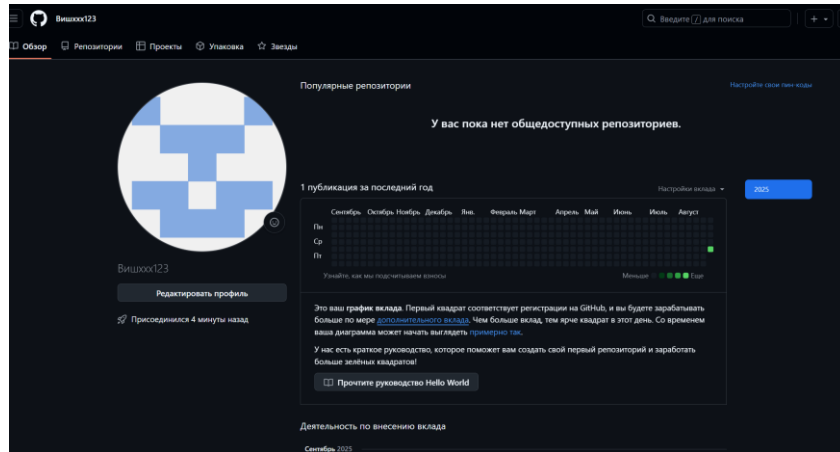 Вишххх123
Введите / для поиска
Обзор Репозитории Проекты Упаковка Звезды
Популярные репозитории
Настройте свои пин-коды
У вас пока нет общедоступных репозиториев.
1 публикация за последний год
Настройки вклада
2025
Сентябрь Октябрь Ноябрь Декабрь Янв. Февраль Март Апрель Май Июнь Июль Август
Пн
Ср
Пт
Узнайте, как мы подсчитываем взносы
Меньше Еще
Вишххх123
Редактировать профиль
Присоединился 4 минуты назад
Это ваш график вклада. Первый квадрат соответствует регистрации на GitHub, и вы будете зарабатывать
больше по мере дополнительного вклада. Чем больше вклад, тем ярче квадрат в этот день. Со временем
ваша диаграмма может начать выглядеть примерно так.
У нас есть краткое руководство, которое поможет вам создать свой первый репозиторий и заработать
больше зелёных квадратов!
Прочтите руководство Hello World
Деятельность по внесению вклада
Сентябрь 2025